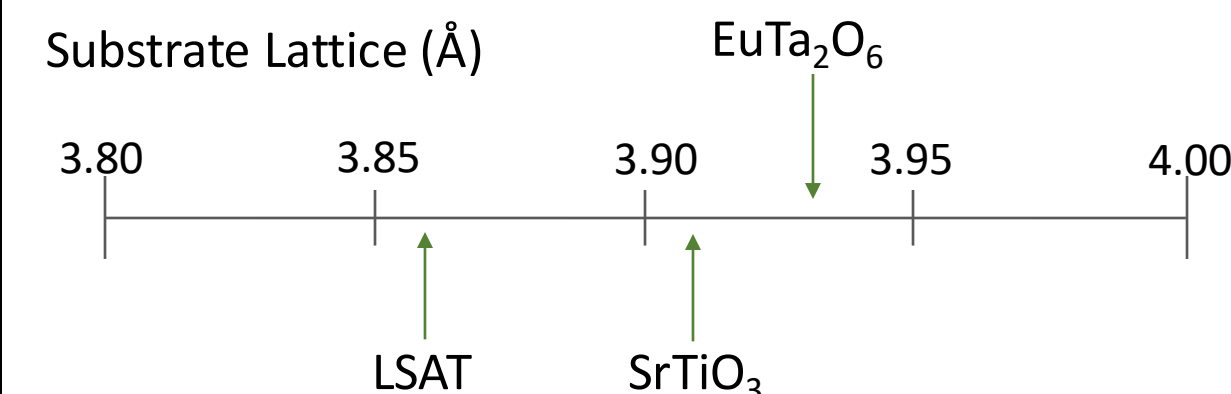 Substrate Lattice (Å)
EuTa₂O₆
3.80 3.85 3.90 3.95 4.00
LSAT SrTiO₃